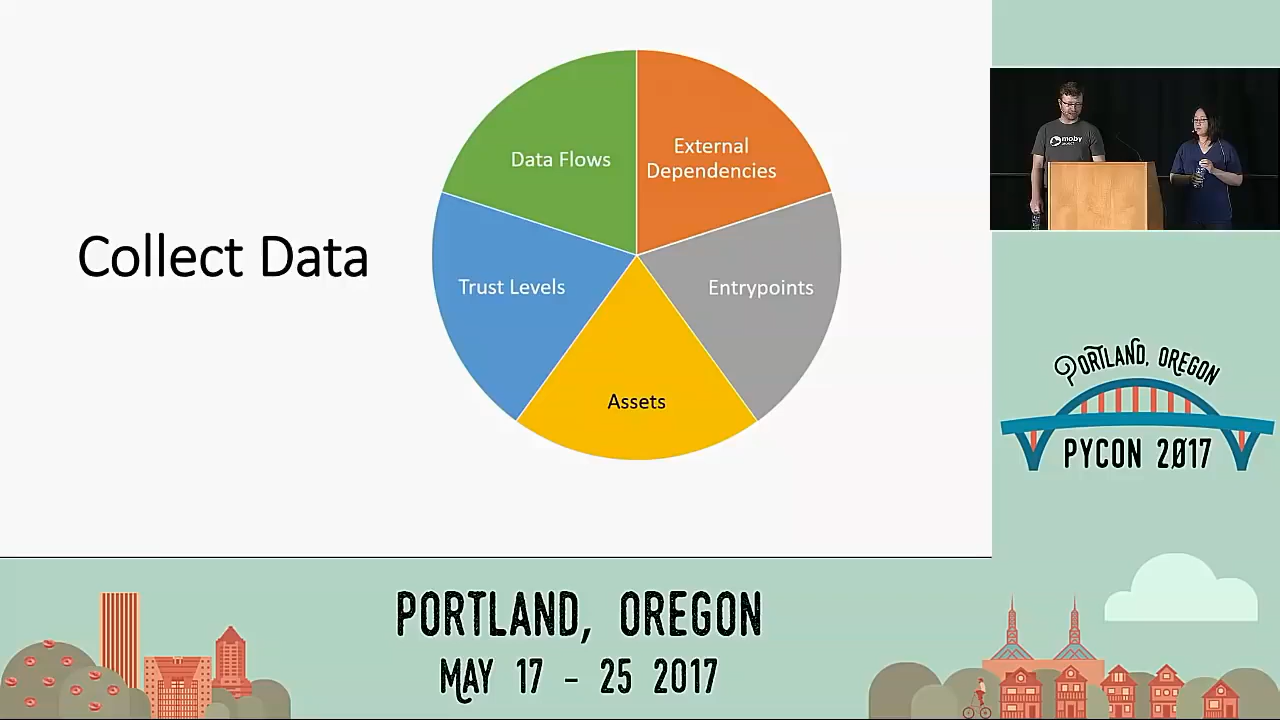 Collect Data
Data Flows
External
Dependencies
Trust Levels
Entrypoints
Assets
moby
PORTLAND, OREGON
PYCON 2017
PORTLAND, OREGON
MAY 17 - 25 2017